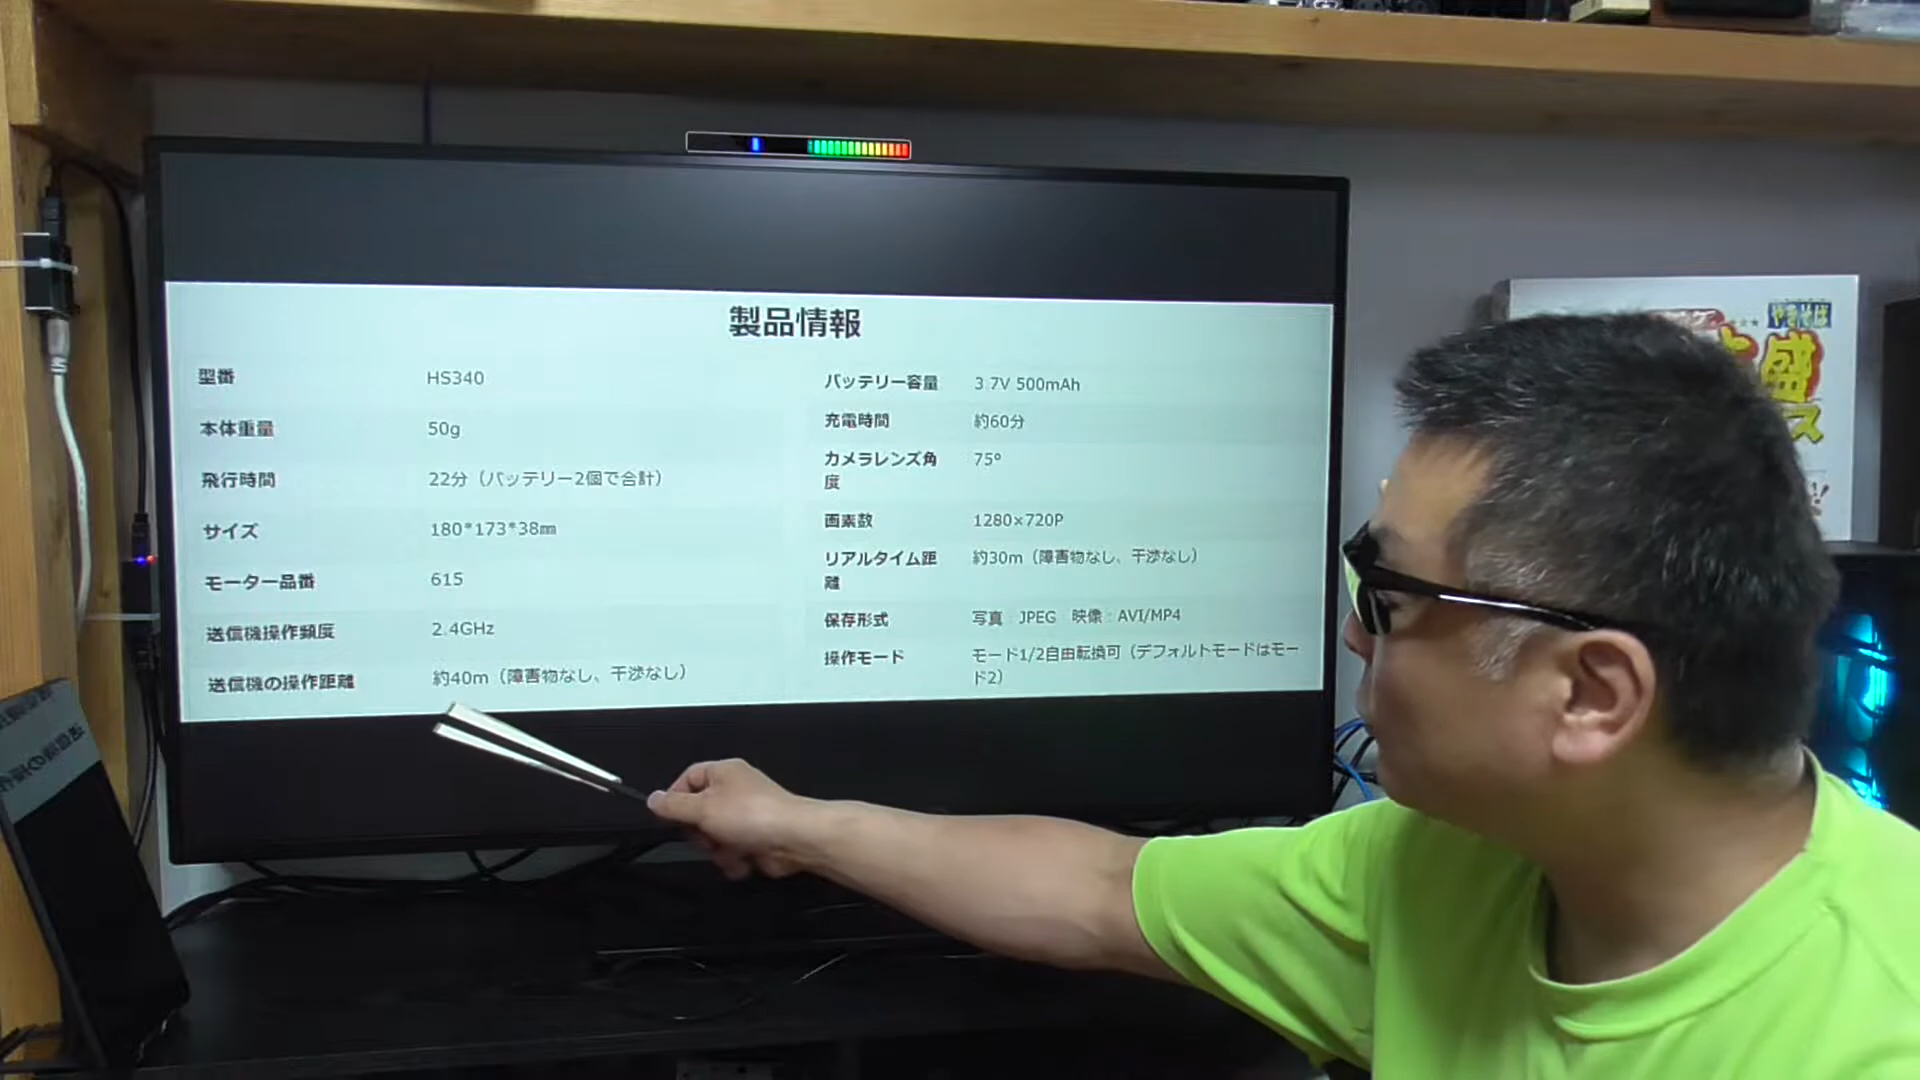 製品情報
型番 HS340
本体重量 50g
飛行時間 22分（バッテリー2個で合計）
サイズ 180*173*38㎜
モーター品番 615
送信機操作頻度 2.4GHz
送信機の操作距離 約40m（障害物なし、干渉なし）
バッテリー容量 3.7V 500mAh
充電時間 約60分
カメラレンズ角
度
75°
画素数 1280×720P
リアルタイム距
離
約30m（障害物なし、干渉なし）
保存形式 写真：JPEG　映像：AVI/MP4
操作モード モード1/2自由転換可（デフォルトモードはモー
ド2）
やきそば
盛
ス